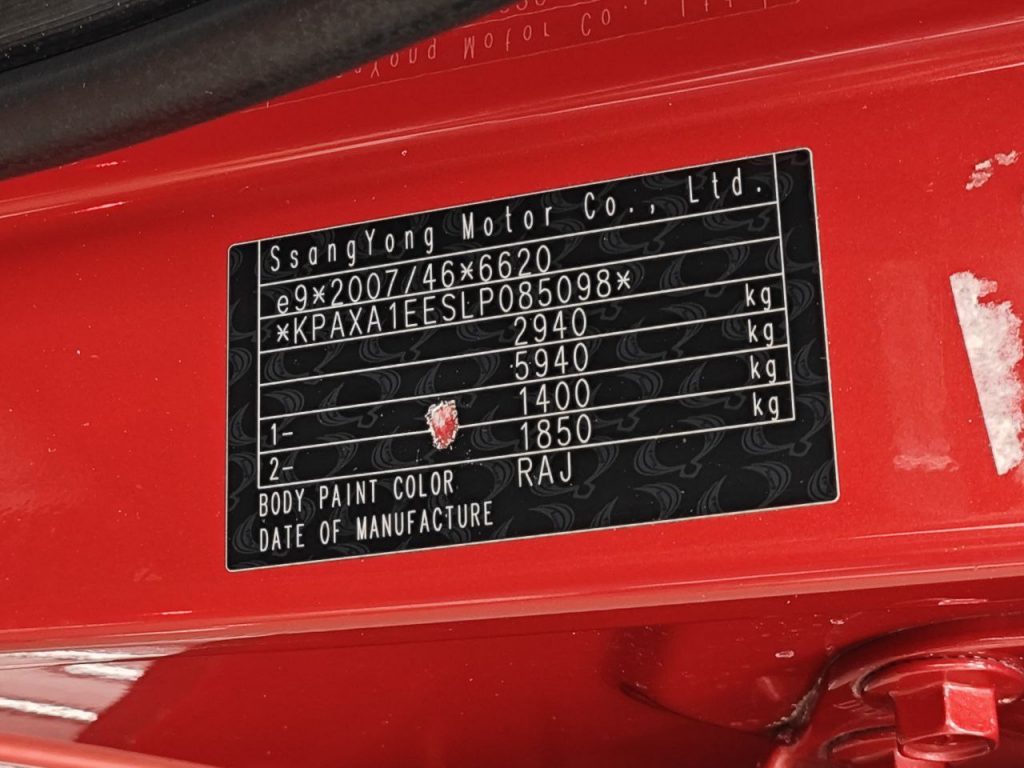 SsangYong Motor Co., Ltd.
e9*2007/46*6620
*KPAXA1EESLP085098*
2940 kg
5940 kg
1- 1400 kg
2- 1850 kg
BODY PAINT COLOR RAJ
DATE OF MANUFACTURE